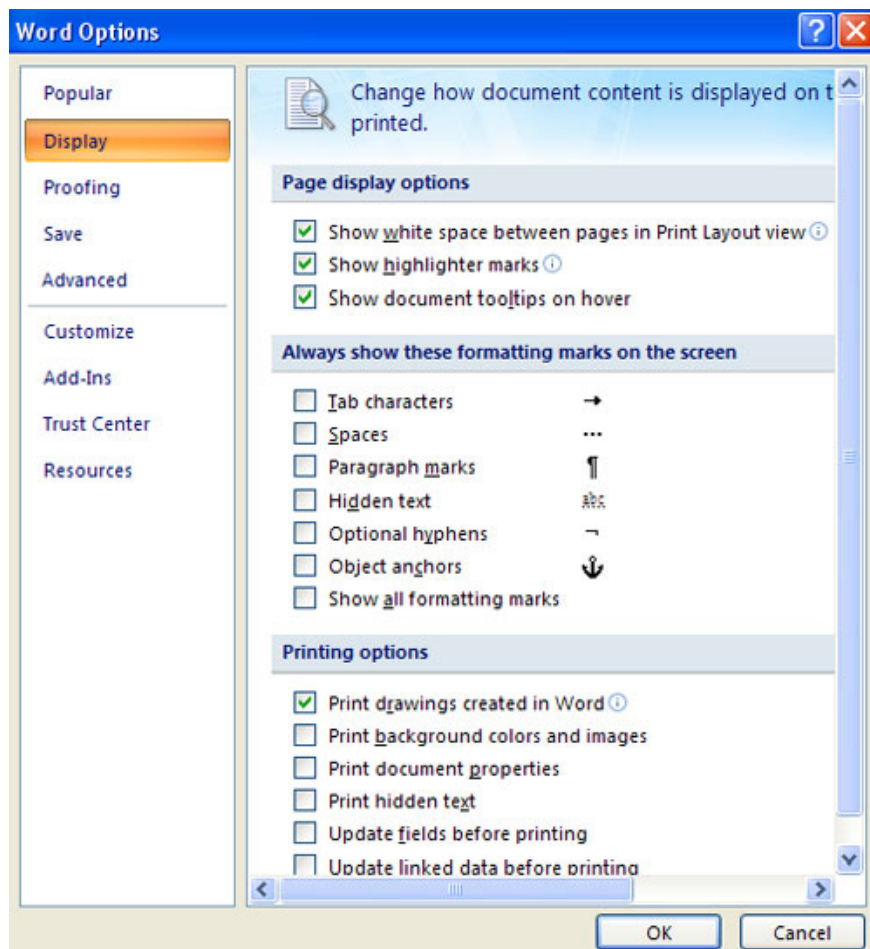 Word Options
Popular
Display
Proofing
Save
Advanced
Customize
Add-Ins
Trust Center
Resources
Change how document content is displayed on t
printed.
Page display options
Show white space between pages in Print Layout view
Show highlighter marks
Show document tooltips on hover
Always show these formatting marks on the screen
Tab characters →
Spaces ···
Paragraph marks ¶
Hidden text abc
Optional hyphens ¬
Object anchors
Show all formatting marks
Printing options
Print drawings created in Word
Print background colors and images
Print document properties
Print hidden text
Update fields before printing
Update linked data before printing
OK Cancel